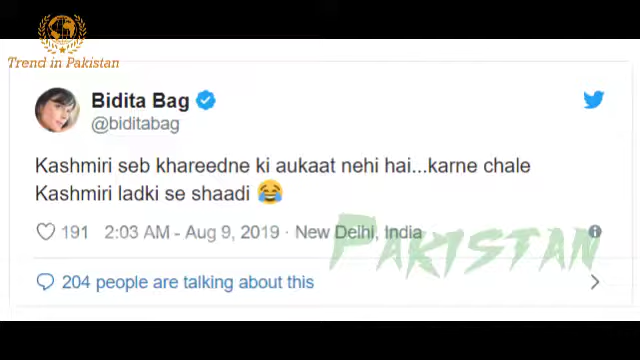 Trend in Pakistan
Bidita Bag
@biditabag
Kashmiri seb khareedne ki aukaat nehi hai...karne chale
Kashmiri ladki se shaadi 😂
191 2:03 AM - Aug 9, 2019 · New Delhi, India
PAKISTAN
204 people are talking about this